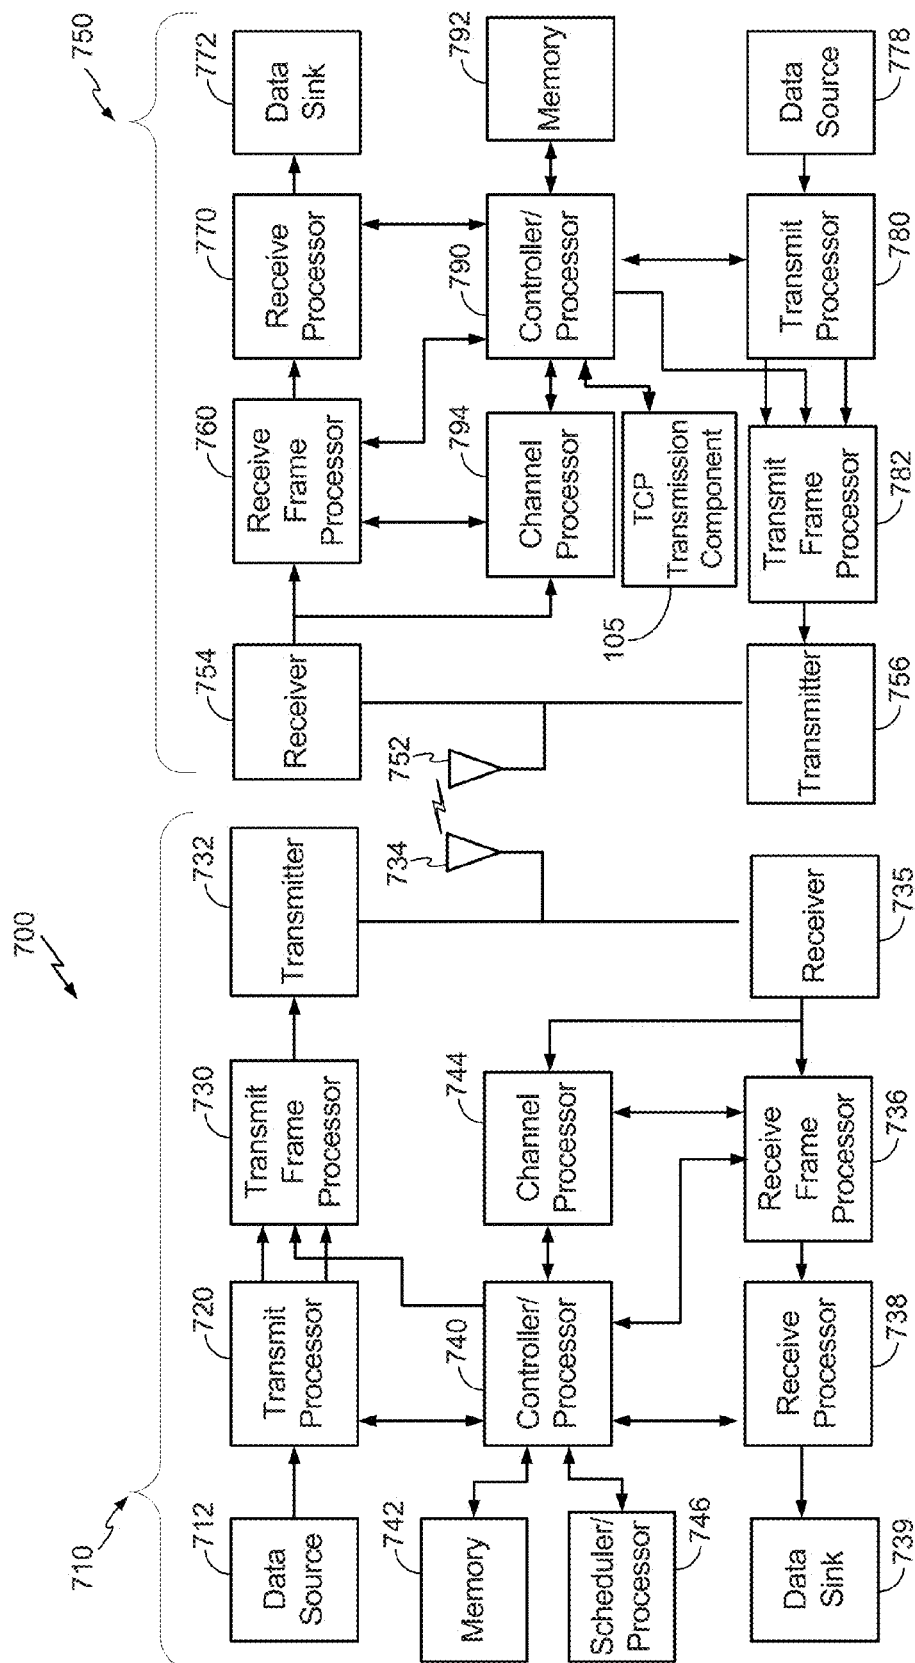 700
710
750
712
Data
Source
720
Transmit
Processor
730
Transmit
Frame
Processor
732
Transmitter
754
Receiver
760
Receive
Frame
Processor
770
Receive
Processor
772
Data
Sink
742
Memory
740
Controller/
Processor
744
Channel
Processor
734
752
794
Channel
Processor
790
Controller/
Processor
792
Memory
Scheduler/
Processor
746
TCP
Transmission
Component
105
Data
Sink
739
Receive
Processor
738
Receive
Frame
Processor
736
Receiver
735
Transmitter
756
Transmit
Frame
Processor
782
Transmit
Processor
780
Data
Source
778